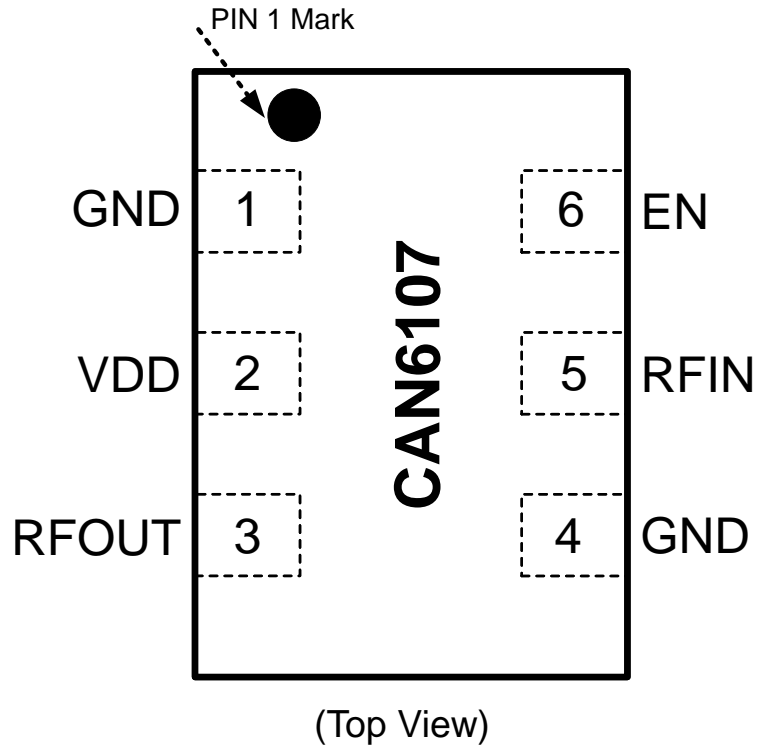 PIN 1 Mark
GND 1
6 EN
VDD 2
5 RFIN
RFOUT 3
4 GND
CAN6107
(Top View)